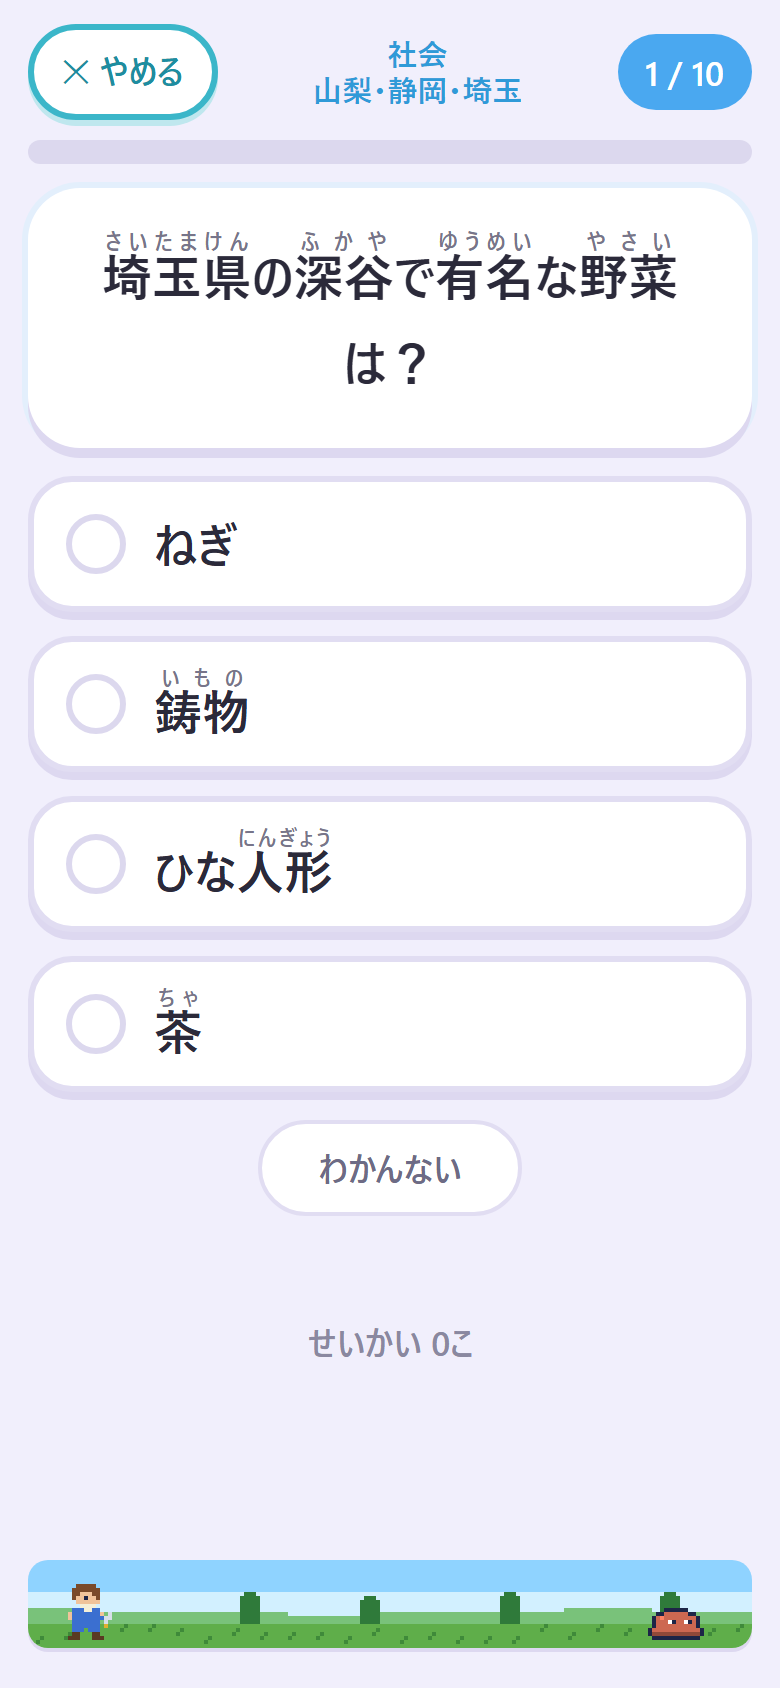 × やめる
社会
山梨･静岡･埼玉
1 / 10
さいたまけん ふかや ゆうめい やさい
埼玉県の深谷で有名な野菜
は？
ねぎ
いもの
鋳物
にんぎょう
ひな人形
ちゃ
茶
わかんない
せいかい 0こ